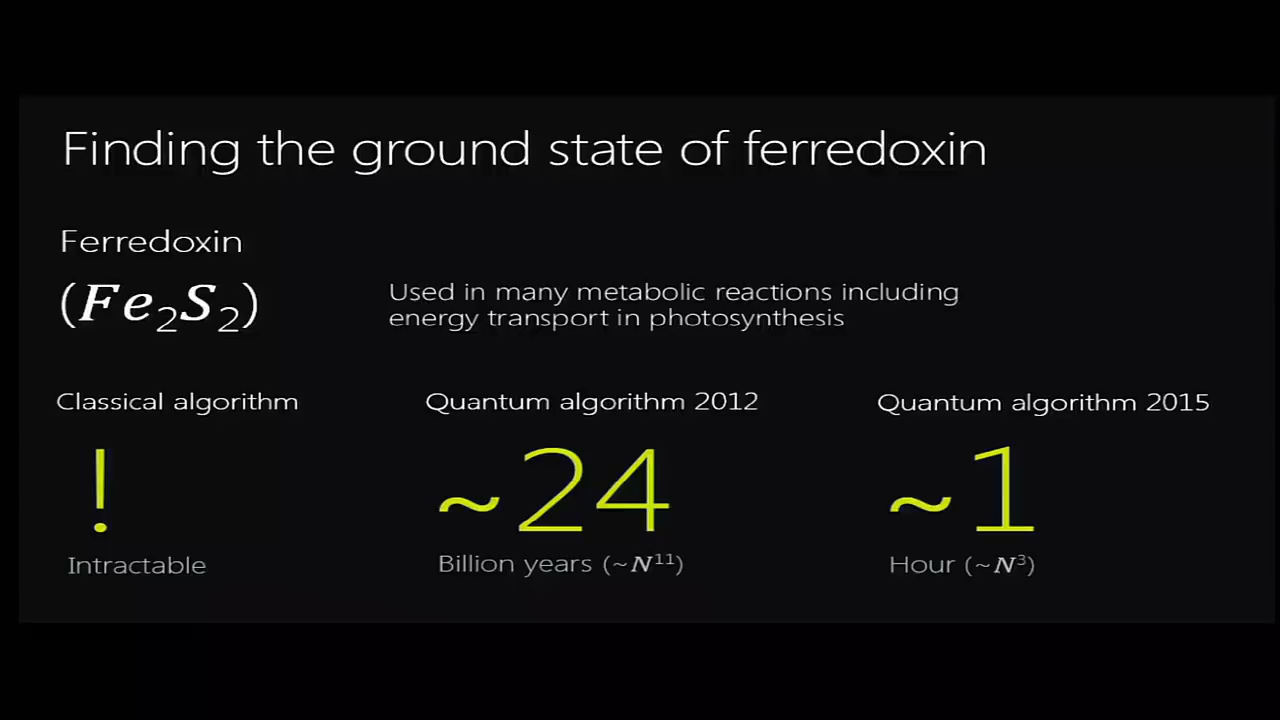 Finding the ground state of ferredoxin
Ferredoxin
(Fe₂S₂)
Used in many metabolic reactions including
energy transport in photosynthesis
Classical algorithm
!
Intractable
Quantum algorithm 2012
~24
Billion years (~N¹¹)
Quantum algorithm 2015
~1
Hour (~N³)